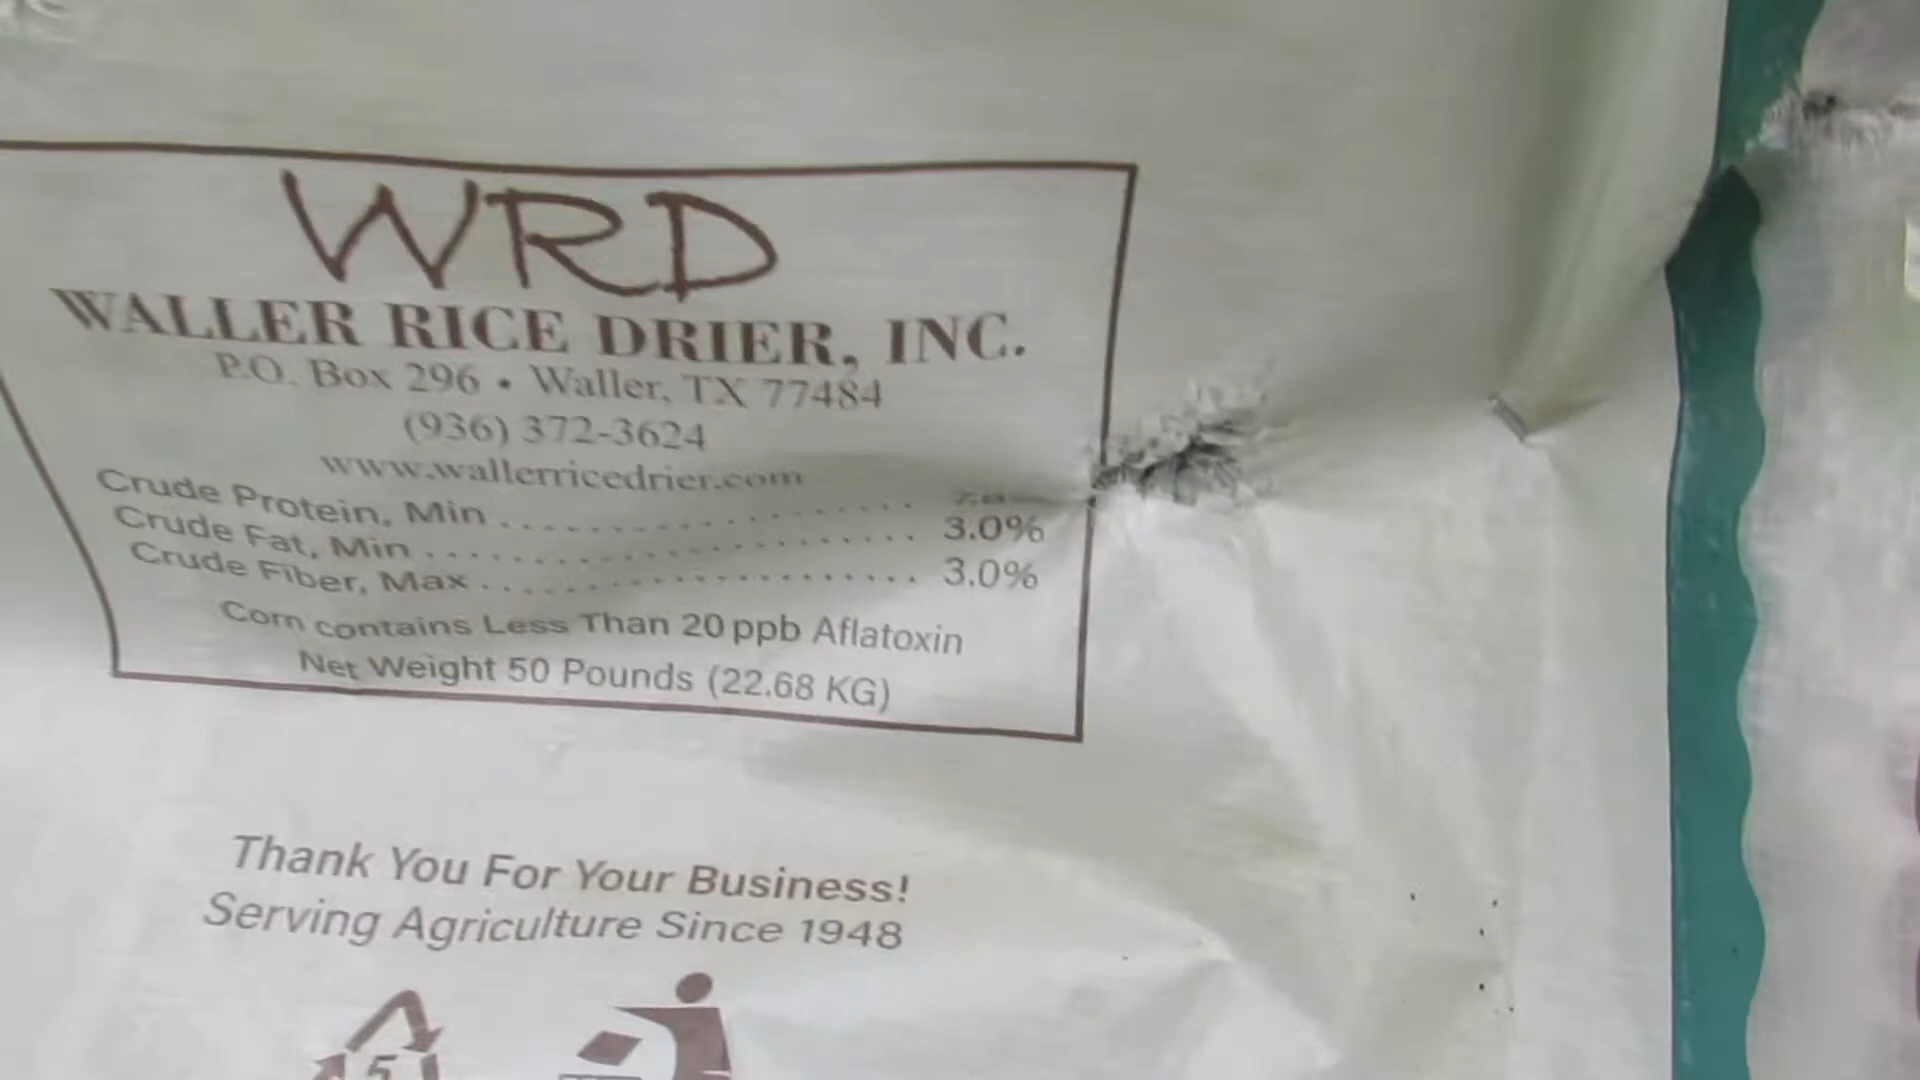 WRD
WALLER RICE DRIER, INC.
P.O. Box 296 • Waller, TX 77484
(936) 372-3624
www.wallerricedrier.com
Crude Protein, Min ....................
Crude Fat, Min ........................ 3.0%
Crude Fiber, Max ...................... 3.0%
Corn contains Less Than 20 ppb Aflatoxin
Net Weight 50 Pounds (22.68 KG)
Thank You For Your Business!
Serving Agriculture Since 1948
5